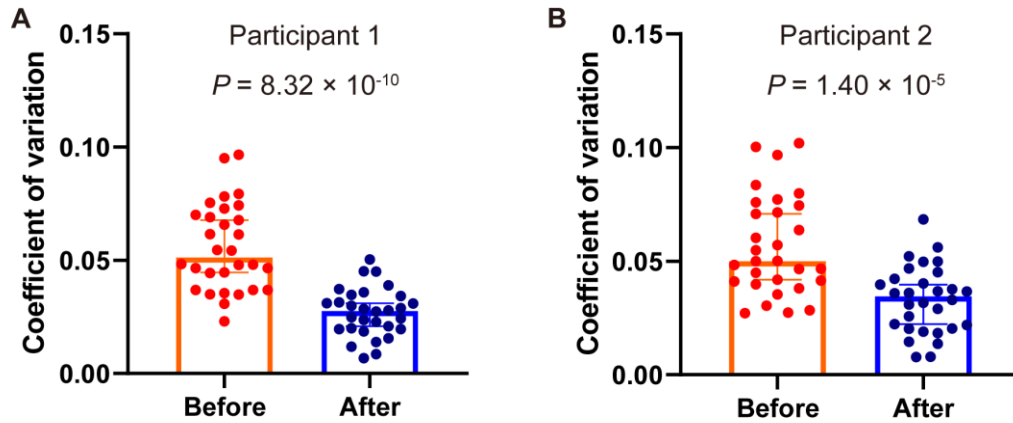 A
Participant 1
P = 8.32 × 10⁻¹⁰
Coefficient of variation
0.15
0.10
0.05
0.00
Before After
B
Participant 2
P = 1.40 × 10⁻⁵
Coefficient of variation
0.15
0.10
0.05
0.00
Before After